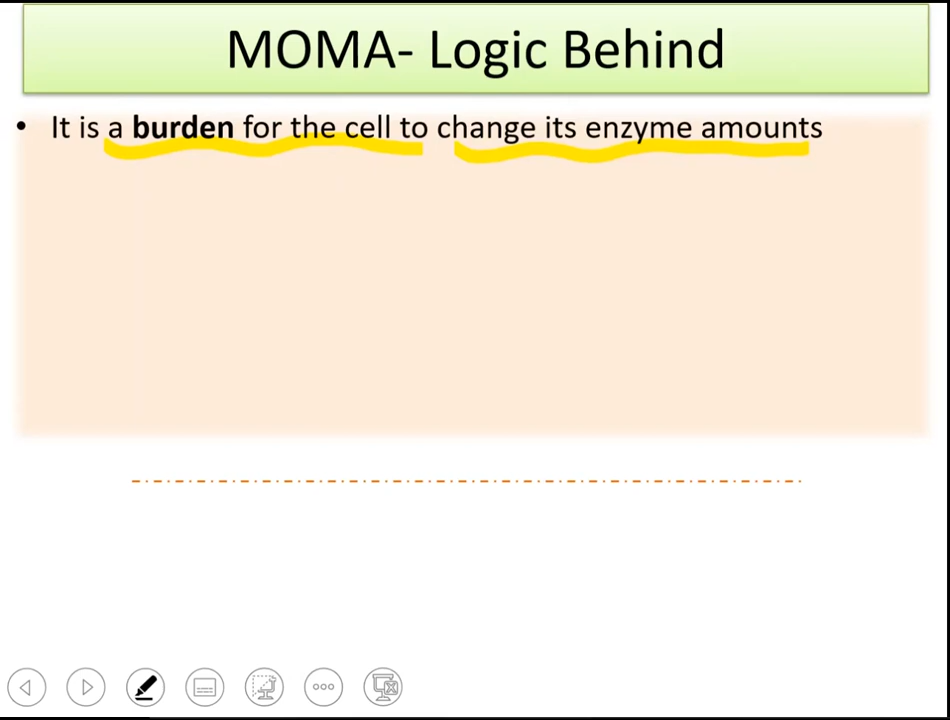 MOMA- Logic Behind
• It is a burden for the cell to change its enzyme amounts